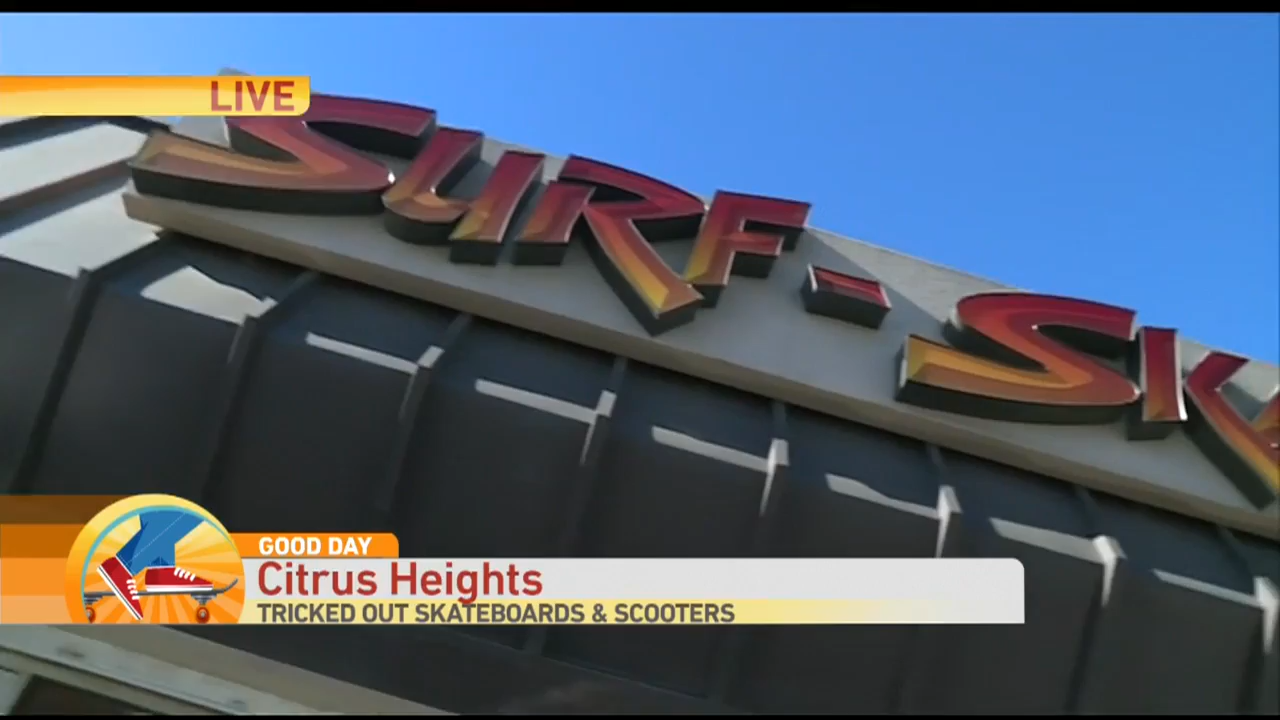 LIVE
SURF-SK
GOOD DAY
Citrus Heights
TRICKED OUT SKATEBOARDS & SCOOTERS